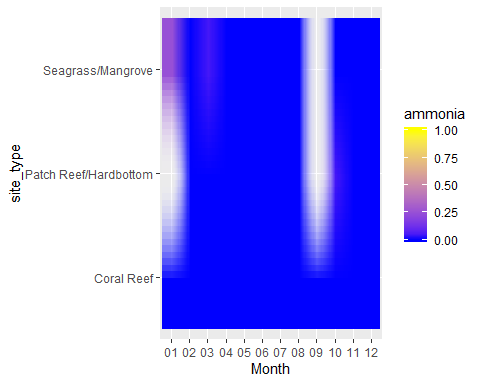 Seagrass/Mangrove
Patch Reef/Hardbottom
Coral Reef
site_type
01 02 03 04 05 06 07 08 09 10 11 12
Month
ammonia
1.00
0.75
0.50
0.25
0.00